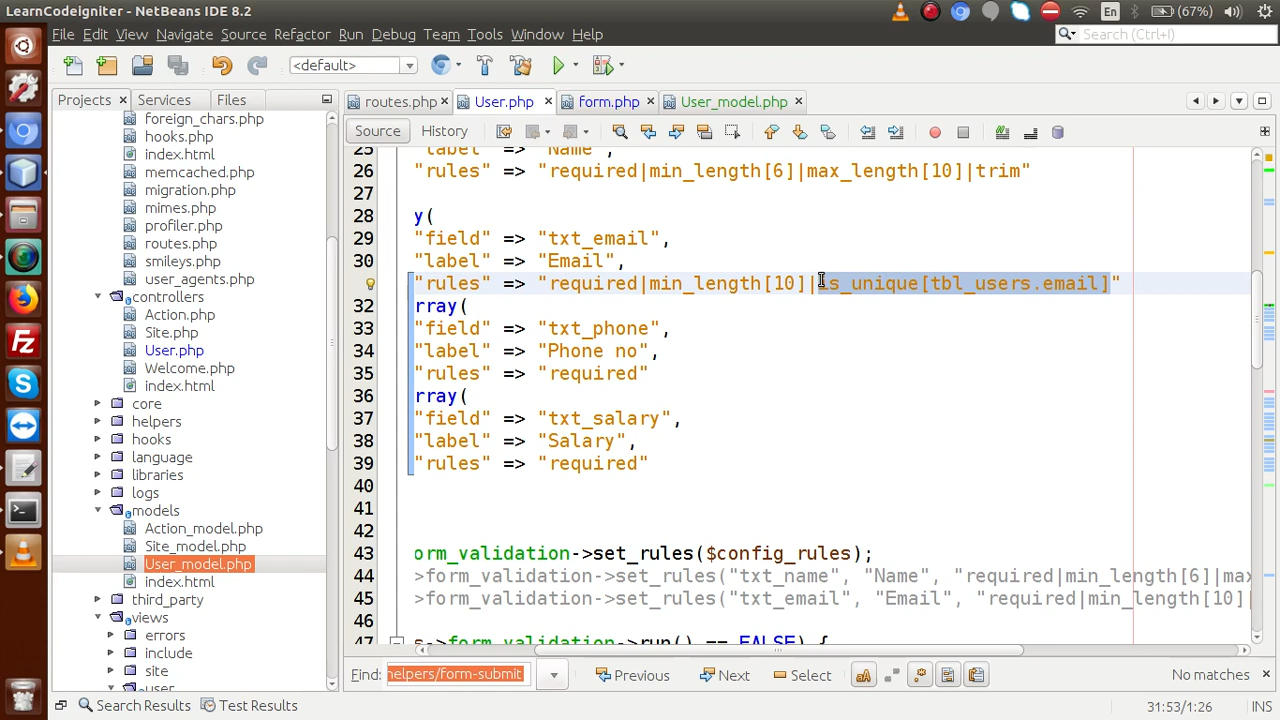 LearnCodeigniter - NetBeans IDE 8.2
En
(67%)
File Edit View Navigate Source Refactor Run Debug Team Tools Window Help
Search (Ctrl+I)
<default>
Projects Services Files
routes.php User.php form.php User_model.php
Source History
foreign_chars.php
hooks.php
index.html
memcached.php
migration.php
mimes.php
profiler.php
routes.php
smileys.php
user_agents.php
controllers
Action.php
Site.php
User.php
Welcome.php
index.html
core
helpers
hooks
language
libraries
logs
models
Action_model.php
Site_model.php
User_model.php
index.html
third_party
views
errors
include
site
user
25 "label" => "Name",
26 "rules" => "required|min_length[6]|max_length[10]|trim"
27
28 y(
29 "field" => "txt_email",
30 "label" => "Email",
"rules" => "required|min_length[10]|is_unique[tbl_users.email]"
32 rray(
33 "field" => "txt_phone",
34 "label" => "Phone no",
35 "rules" => "required"
36 rray(
37 "field" => "txt_salary",
38 "label" => "Salary",
39 "rules" => "required"
40
41
42
43 orm_validation->set_rules($config_rules);
44 >form_validation->set_rules("txt_name", "Name", "required|min_length[6]|max
45 >form_validation->set_rules("txt_email", "Email", "required|min_length[10]|
46
47 s->form_validation->run() == FALSE) {
Find: helpers/form-submit Previous Next Select No matches
Search Results Test Results 31:53/1:26 INS